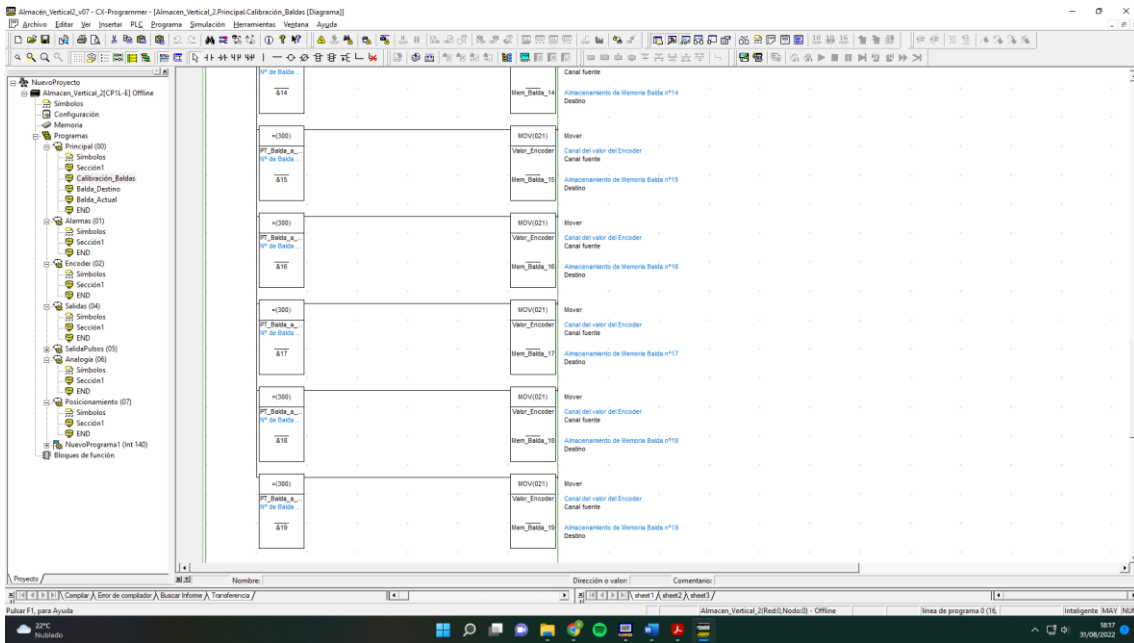 Almacén_Vertical2_v07 - CX-Programmer - [Almacen_Vertical_2.Principal.Calibración_Baldas [Diagrama]]
Archivo Editar Ver Insertar PLC Programa Simulación Herramientas Ventana Ayuda
NuevoProyecto
Almacen_Vertical_2[CP1L-E] Offline
Símbolos
Configuración
Memoria
Programas
Principal (00)
Símbolos
Sección1
Calibración_Baldas
Balda_Destino
Balda_Actual
END
Alarmas (01)
Símbolos
Sección1
END
Encoder (02)
Símbolos
Sección1
END
Salidas (04)
Símbolos
Sección1
END
SalidaPulsos (05)
Analogia (06)
Símbolos
Sección1
END
Posicionamiento (07)
Símbolos
Sección1
END
NuevoPrograma1 (Int 140)
Bloques de función
Proyecto
Nº de Balda ... Canal fuente
&14 Mem_Balda_14 Almacenamiento de Memoria Balda nº14
Destino
=(300) MOV(021) Mover
PT_Balda_a_... Valor_Encoder Canal del valor del Encoder
Nº de Balda ... Canal fuente
&15 Mem_Balda_15 Almacenamiento de Memoria Balda nº15
Destino
=(300) MOV(021) Mover
PT_Balda_a_... Valor_Encoder Canal del valor del Encoder
Nº de Balda ... Canal fuente
&16 Mem_Balda_16 Almacenamiento de Memoria Balda nº16
Destino
=(300) MOV(021) Mover
PT_Balda_a_... Valor_Encoder Canal del valor del Encoder
Nº de Balda ... Canal fuente
&17 Mem_Balda_17 Almacenamiento de Memoria Balda nº17
Destino
=(300) MOV(021) Mover
PT_Balda_a_... Valor_Encoder Canal del valor del Encoder
Nº de Balda ... Canal fuente
&18 Mem_Balda_18 Almacenamiento de Memoria Balda nº18
Destino
=(300) MOV(021) Mover
PT_Balda_a_... Valor_Encoder Canal del valor del Encoder
Nº de Balda ... Canal fuente
&19 Mem_Balda_19 Almacenamiento de Memoria Balda nº19
Destino
Nombre: Dirección o valor: Comentario:
Compilar Error de compilador Buscar Informe Transferencia sheet1 sheet2 sheet3
Pulsar F1, para Ayuda Almacen_Vertical_2(Red:0,Nodo:0) - Offline línea de programa 0 (16, Inteligente MAY NUM
22°C
Nublado
18:17
31/08/2022